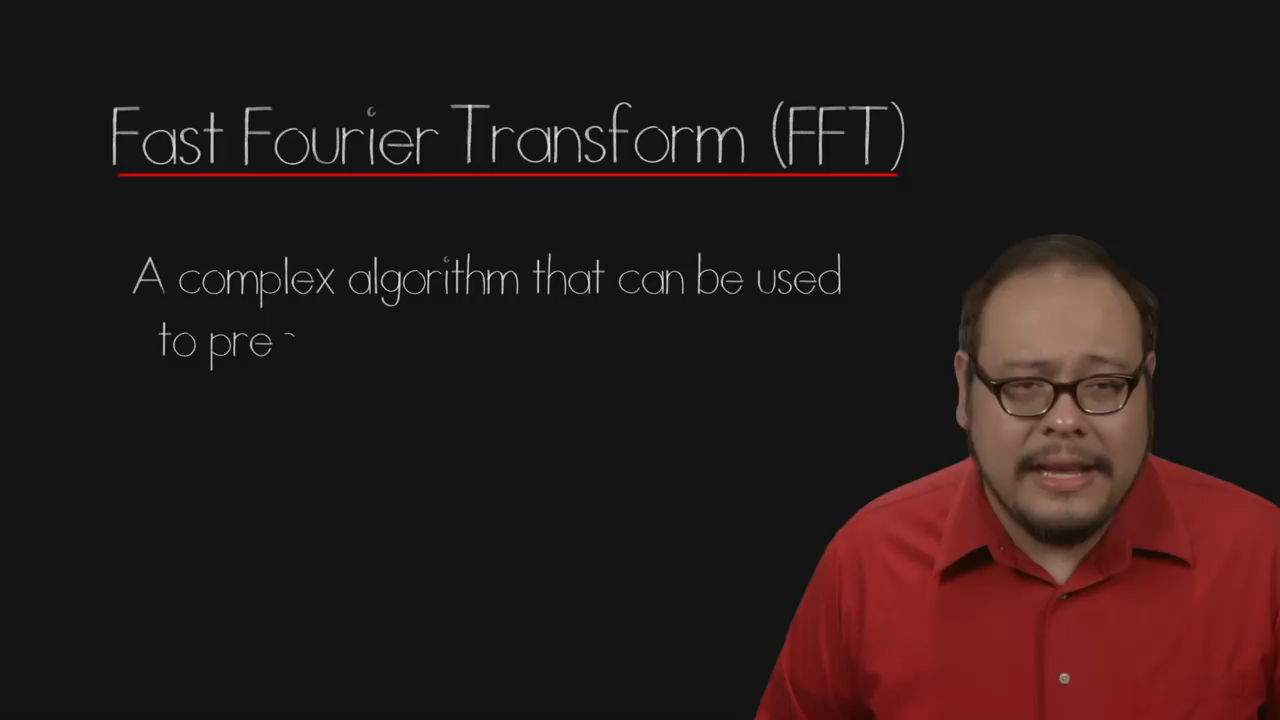 Fast Fourier Transform (FFT)
A complex algorithm that can be used
to pre